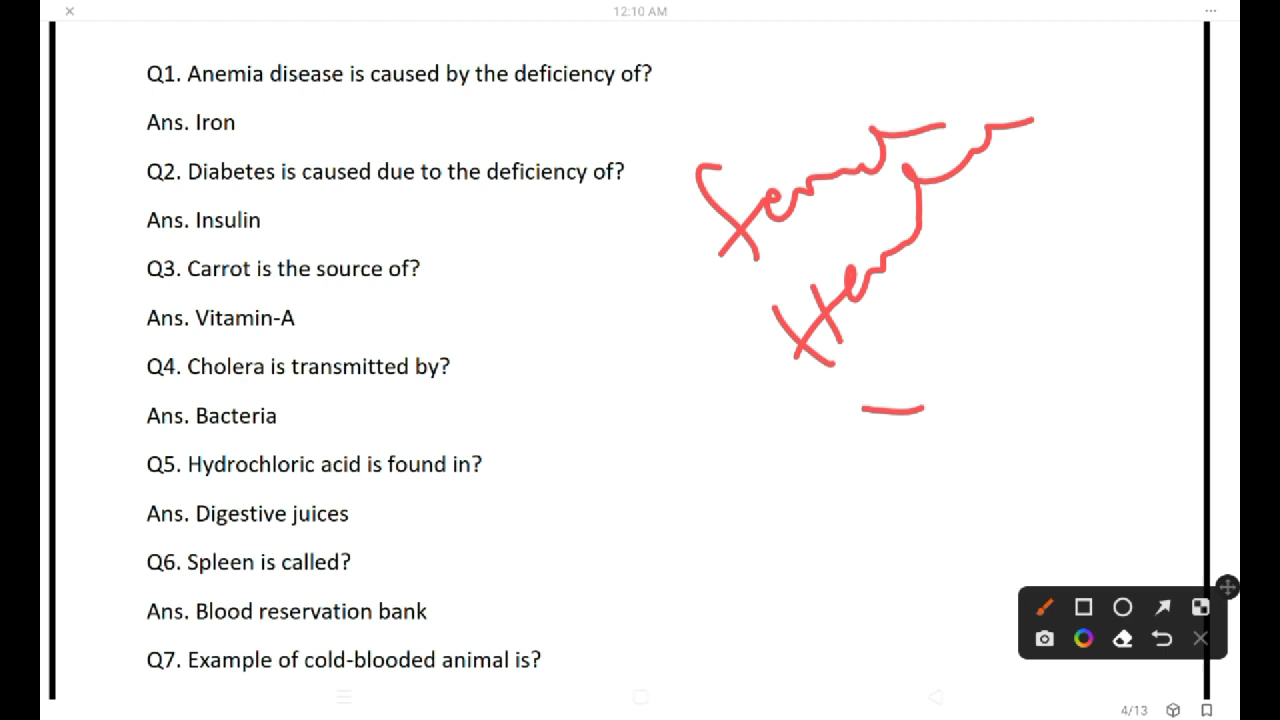 12:10 AM
Q1. Anemia disease is caused by the deficiency of?
Ans. Iron
Q2. Diabetes is caused due to the deficiency of?
Ans. Insulin
Q3. Carrot is the source of?
Ans. Vitamin-A
Q4. Cholera is transmitted by?
Ans. Bacteria
Q5. Hydrochloric acid is found in?
Ans. Digestive juices
Q6. Spleen is called?
Ans. Blood reservation bank
Q7. Example of cold-blooded animal is?
4/13